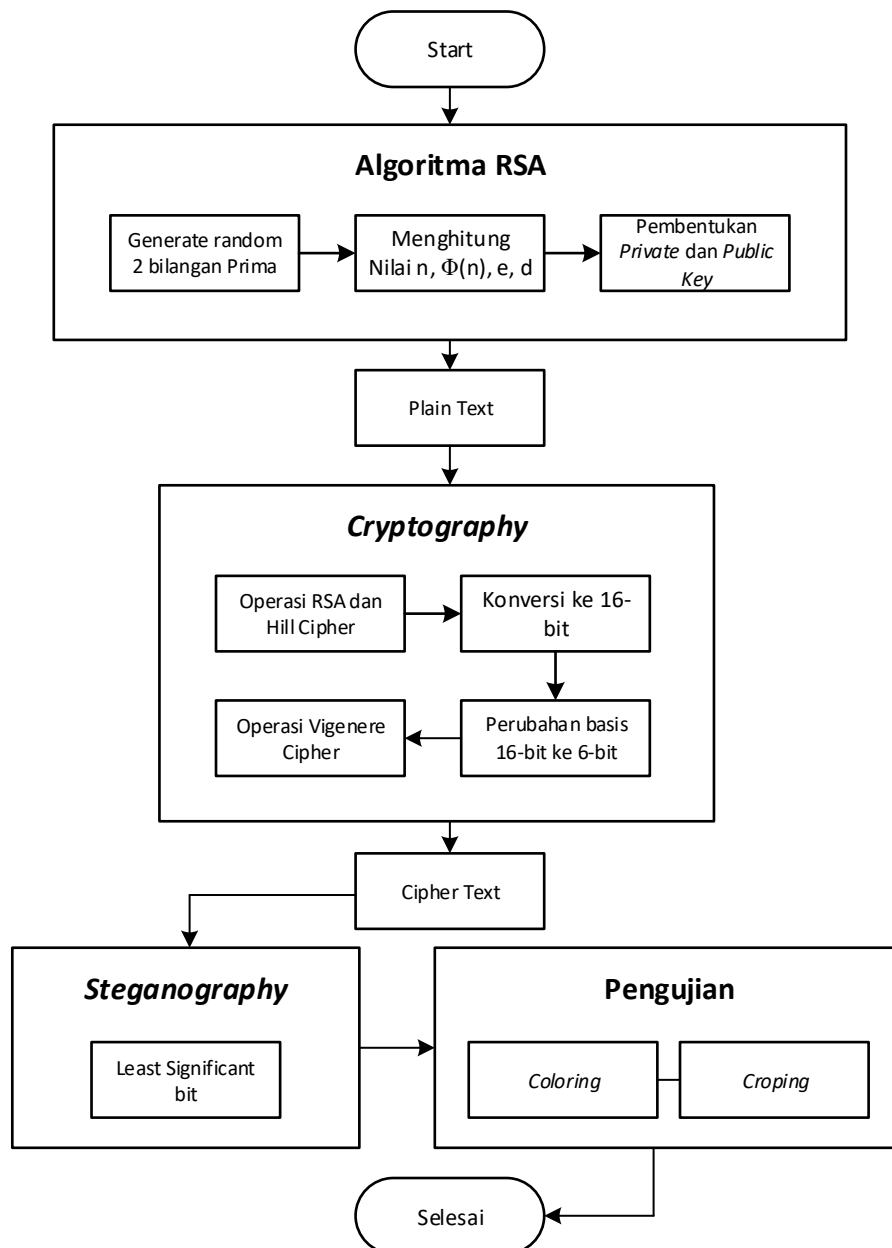 Start
Algoritma RSA
Generate random
2 bilangan Prima
Menghitung
Nilai n, Φ(n), e, d
Pembentukan
Private dan Public
Key
Plain Text
Cryptography
Operasi RSA dan
Hill Cipher
Konversi ke 16-
bit
Operasi Vigenere
Cipher
Perubahan basis
16-bit ke 6-bit
Cipher Text
Steganography
Least Significant
bit
Pengujian
Coloring
Croping
Selesai